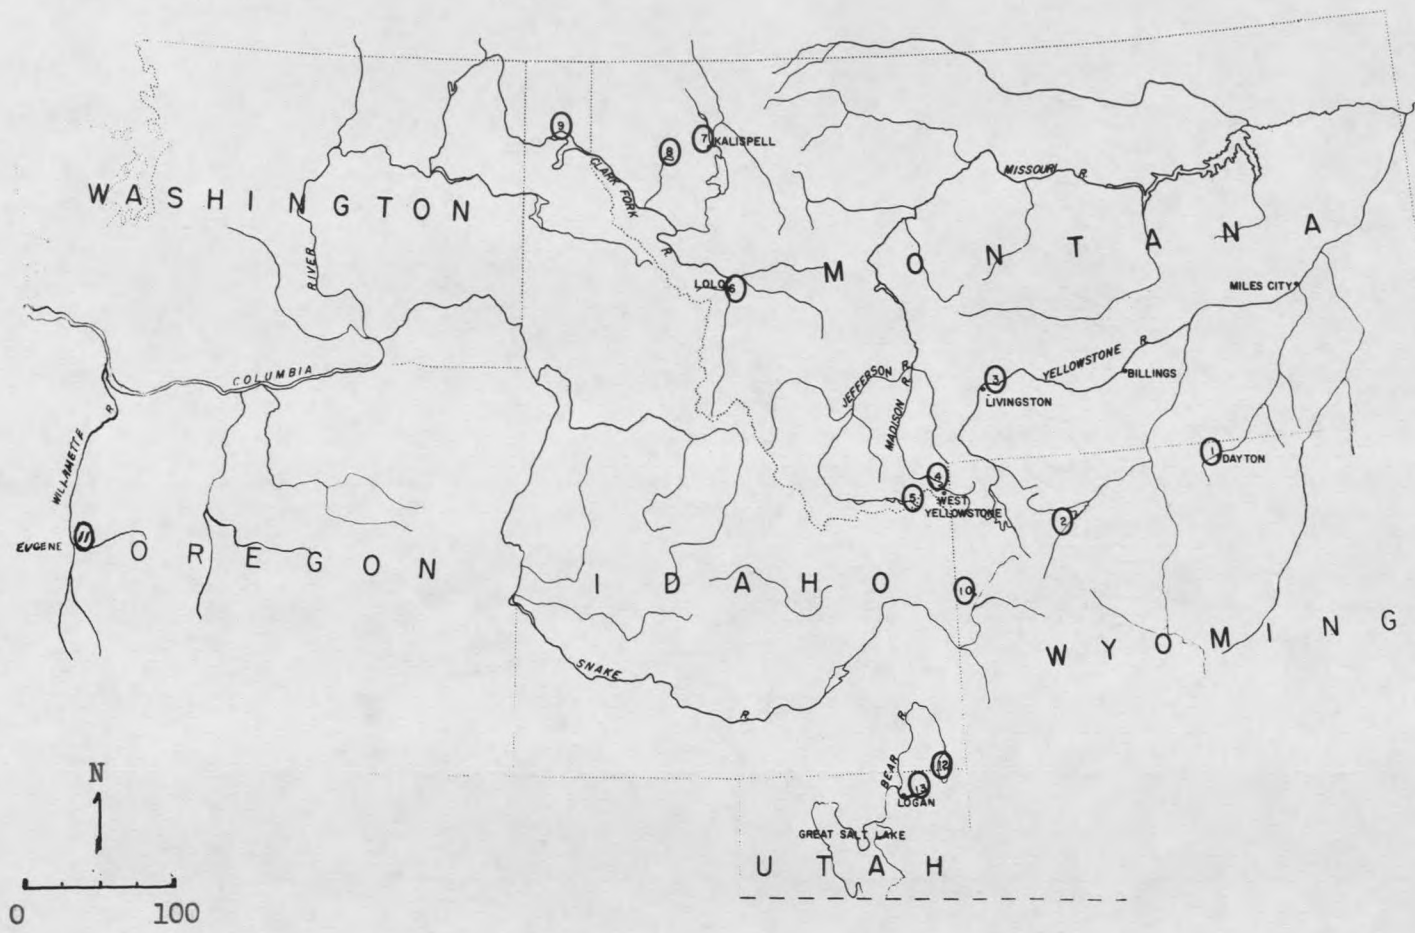 9
7 KALISPELL
8
CLARK FORK R
MISSOURI R
WASHINGTON
MONTANA
RIVER
LOLO 6
MILES CITY
COLUMBIA
YELLOWSTONE R
BILLINGS
JEFFERSON R
MADISON R
3
LIVINGSTON
WILLAMETTE R
1
DAYTON
4
5
WEST
YELLOWSTONE
2
EUGENE 11
OREGON
IDAHO
10
WYOMING
SNAKE R
BEAR R
12
13
LOGAN
GREAT SALT LAKE
UTAH
N
0 100